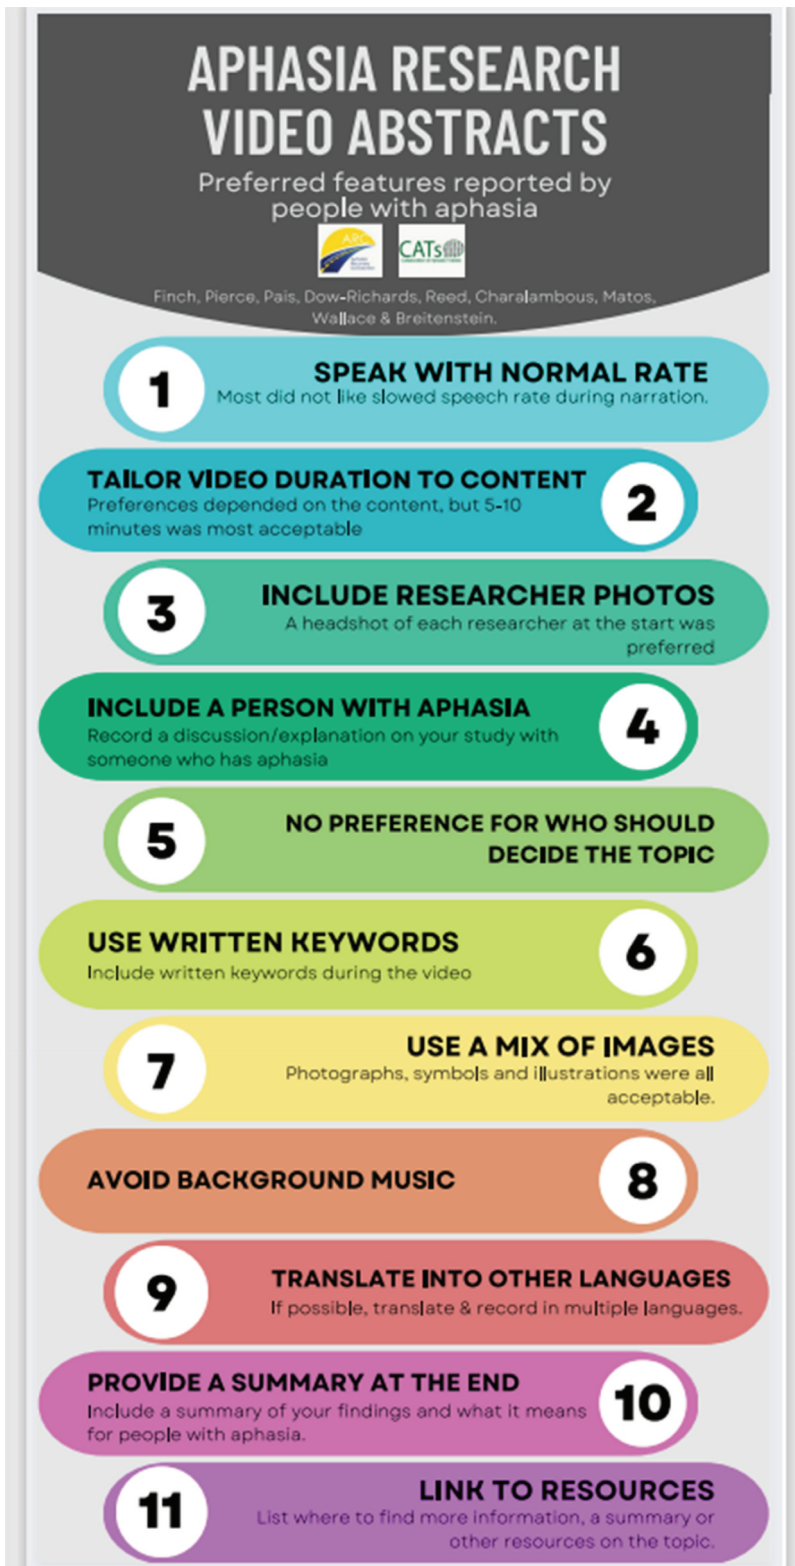 APHASIA RESEARCH
VIDEO ABSTRACTS
Preferred features reported by
people with aphasia
ARC
CATs
Finch, Pierce, Pais, Dow-Richards, Reed, Charalambous, Matos,
Wallace & Breitenstein.
1
SPEAK WITH NORMAL RATE
Most did not like slowed speech rate during narration.
TAILOR VIDEO DURATION TO CONTENT
Preferences depended on the content, but 5-10
minutes was most acceptable
2
3
INCLUDE RESEARCHER PHOTOS
A headshot of each researcher at the start was
preferred
INCLUDE A PERSON WITH APHASIA
Record a discussion/explanation on your study with
someone who has aphasia
4
5
NO PREFERENCE FOR WHO SHOULD
DECIDE THE TOPIC
USE WRITTEN KEYWORDS
Include written keywords during the video
6
7
USE A MIX OF IMAGES
Photographs, symbols and illustrations were all
acceptable.
AVOID BACKGROUND MUSIC
8
9
TRANSLATE INTO OTHER LANGUAGES
If possible, translate & record in multiple languages.
PROVIDE A SUMMARY AT THE END
Include a summary of your findings and what it means
for people with aphasia.
10
11
LINK TO RESOURCES
List where to find more information, a summary or
other resources on the topic.